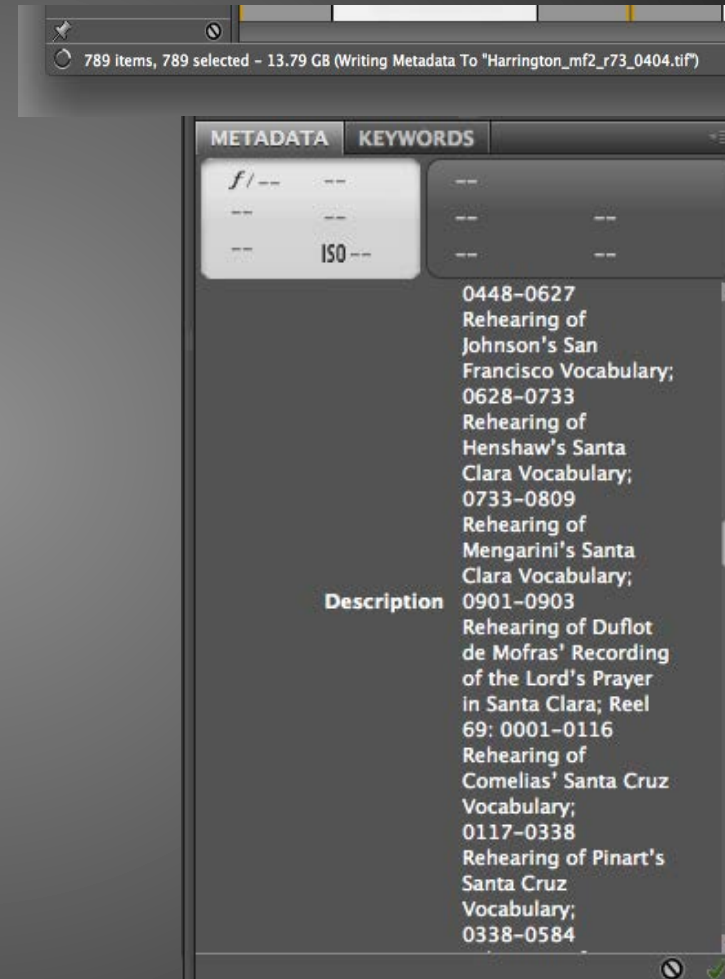 789 items, 789 selected – 13.79 GB (Writing Metadata To "Harrington_mf2_r73_0404.tif")
METADATA KEYWORDS
ƒ/-- -- --
-- -- -- --
-- ISO -- -- --
Description
0448–0627
Rehearing of
Johnson's San
Francisco Vocabulary;
0628–0733
Rehearing of
Henshaw's Santa
Clara Vocabulary;
0733–0809
Rehearing of
Mengarini's Santa
Clara Vocabulary;
0901–0903
Rehearing of Duflot
de Mofras' Recording
of the Lord's Prayer
in Santa Clara; Reel
69: 0001–0116
Rehearing of
Comelias' Santa Cruz
Vocabulary;
0117–0338
Rehearing of Pinart's
Santa Cruz
Vocabulary;
0338–0584